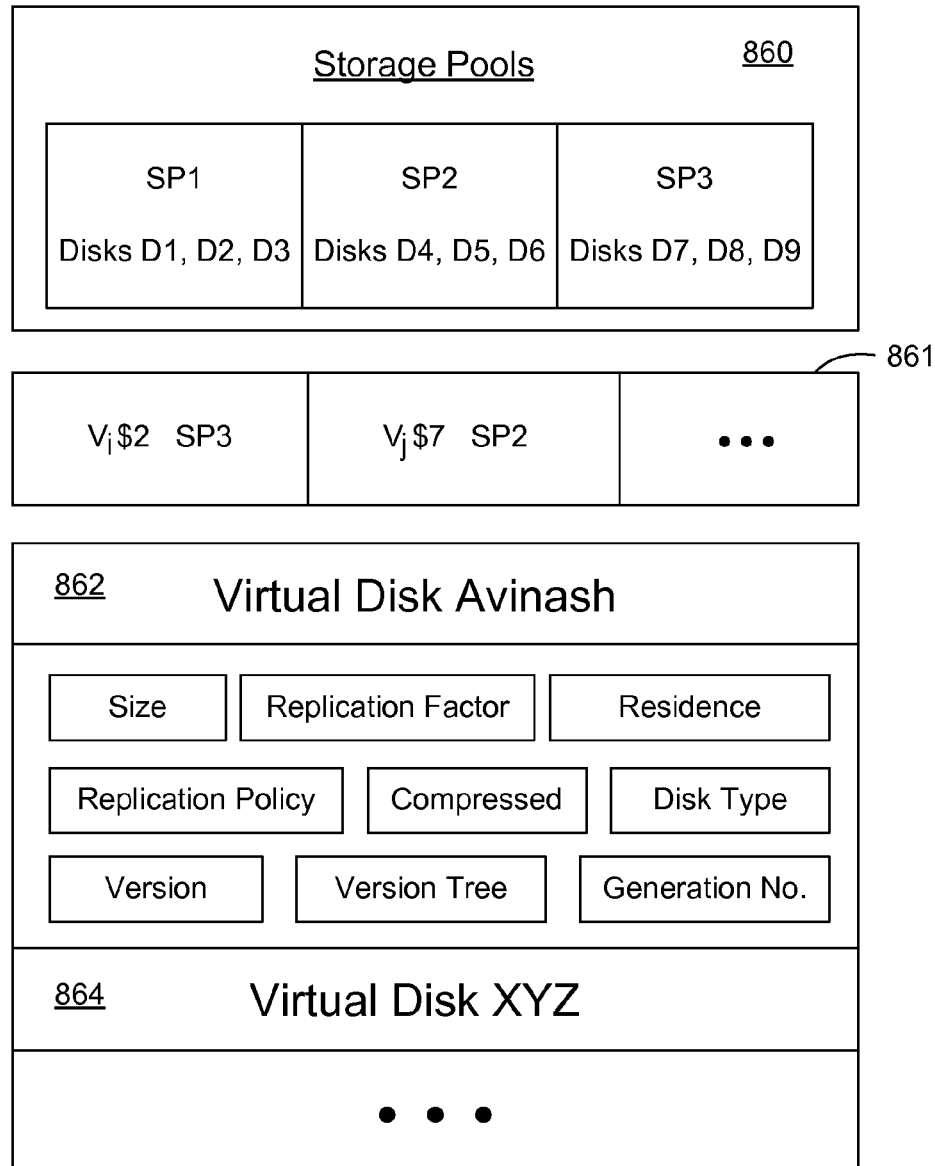 Storage Pools 860
SP1 SP2 SP3
Disks D1, D2, D3 Disks D4, D5, D6 Disks D7, D8, D9
861
Vi$2 SP3 Vj$7 SP2 •••
862 Virtual Disk Avinash
Size Replication Factor Residence
Replication Policy Compressed Disk Type
Version Version Tree Generation No.
864 Virtual Disk XYZ
• • •